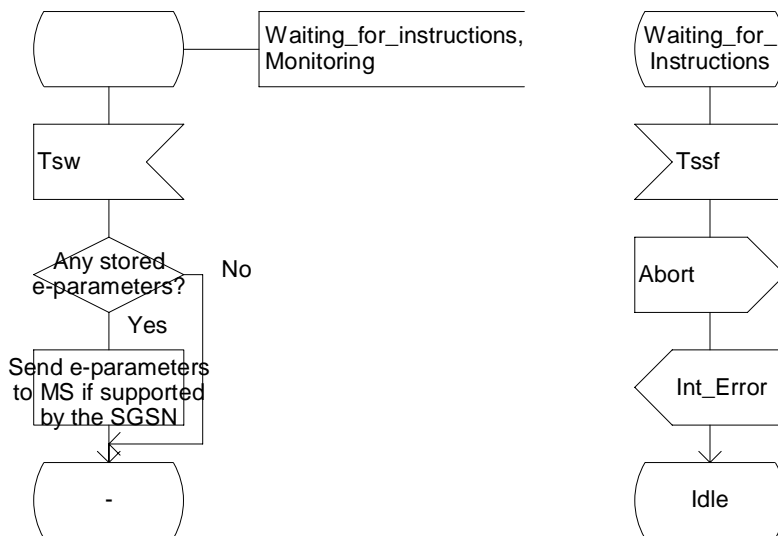 Waiting_for_instructions,
Monitoring
Tsw
Any stored
e-parameters?
No
Yes
Send e-parameters
to MS if supported
by the SGSN
-
Waiting_for_
Instructions
Tssf
Abort
Int_Error
Idle